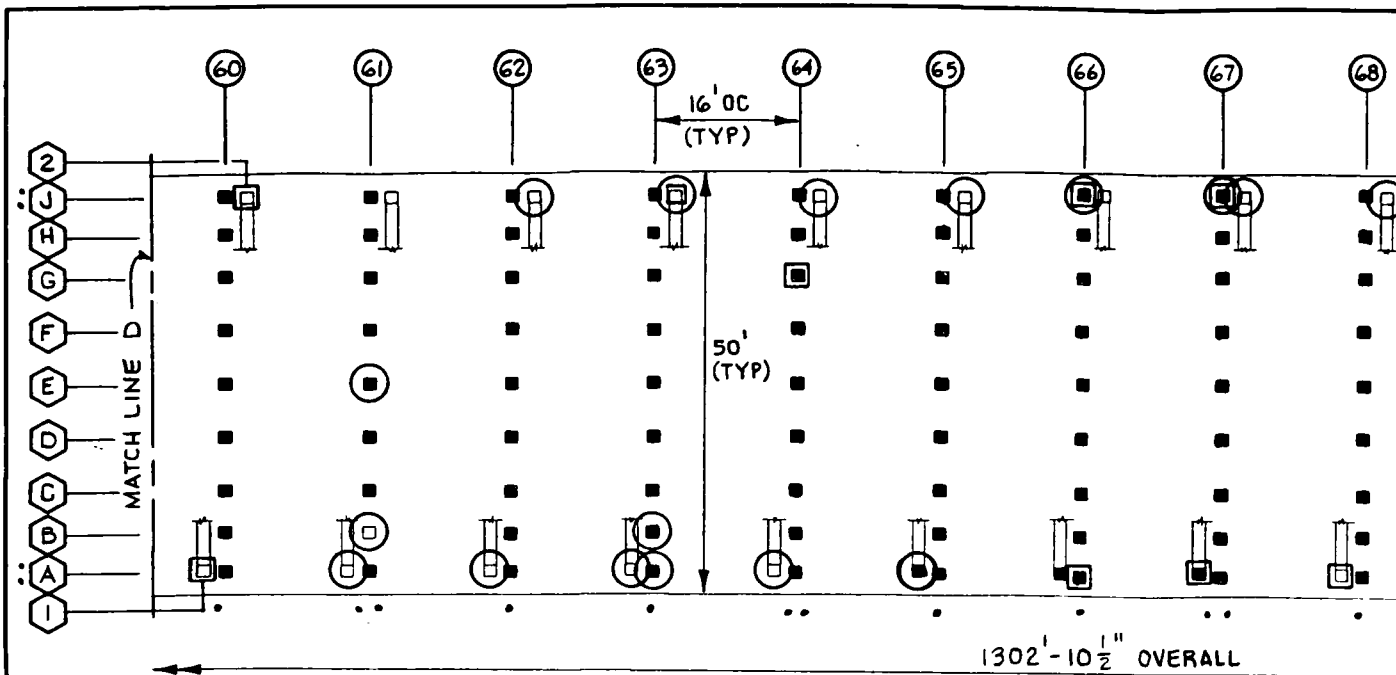 60 61 62 63 64 65 66 67 68
16' OC
(TYP)
2
J
H
G
F
E
D
C
B
A
1
MATCH LINE D
50'
(TYP)
1302'-10 1/2" OVERALL